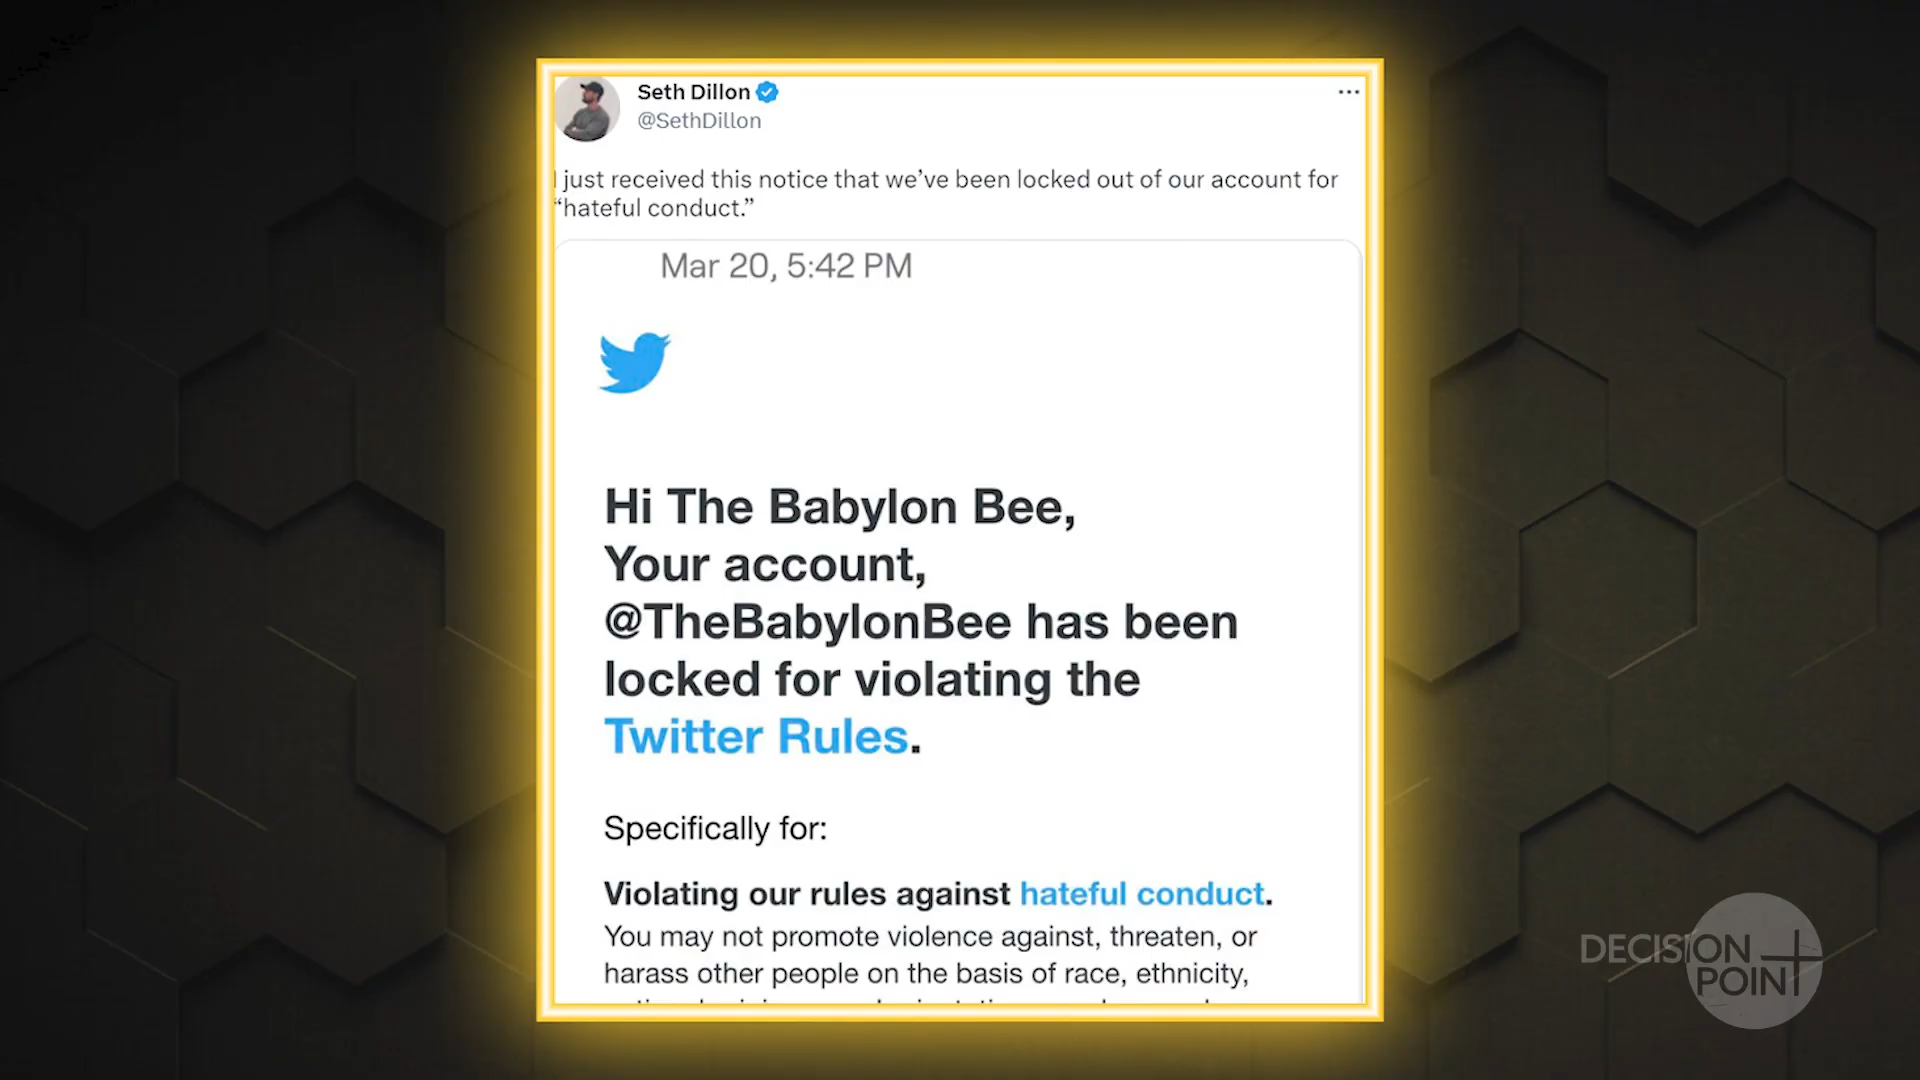 Seth Dillon
@SethDillon
I just received this notice that we've been locked out of our account for
“hateful conduct.”
Mar 20, 5:42 PM
Hi The Babylon Bee,
Your account,
@TheBabylonBee has been
locked for violating the
Twitter Rules.
Specifically for:
Violating our rules against hateful conduct.
You may not promote violence against, threaten, or
harass other people on the basis of race, ethnicity,
DECISION
POINT